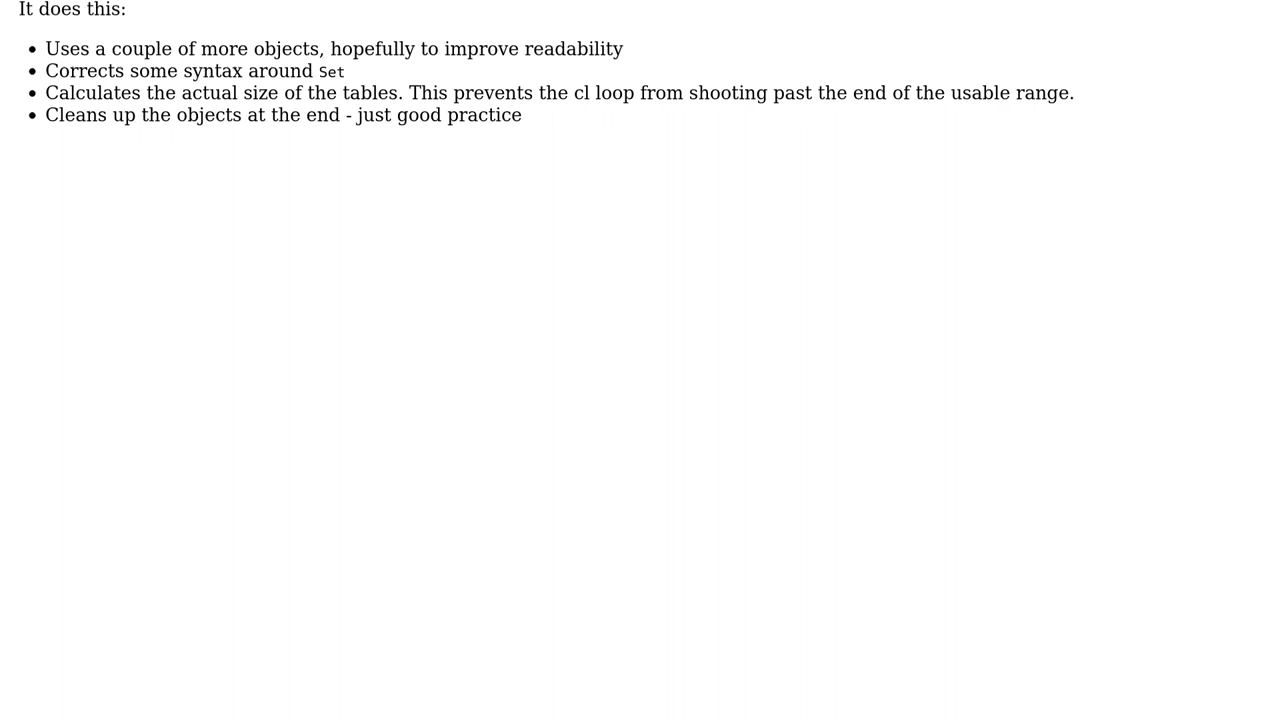 It does this:
• Uses a couple of more objects, hopefully to improve readability
• Corrects some syntax around Set
• Calculates the actual size of the tables. This prevents the cl loop from shooting past the end of the usable range.
• Cleans up the objects at the end - just good practice